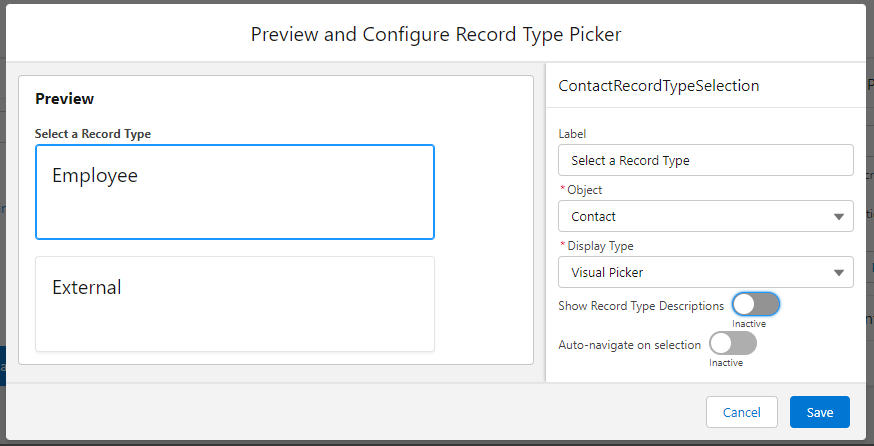 Preview and Configure Record Type Picker
Preview
Select a Record Type
Employee
External
ContactRecordTypeSelection
Label
Select a Record Type
* Object
Contact
* Display Type
Visual Picker
Show Record Type Descriptions
Inactive
Auto-navigate on selection
Inactive
Cancel
Save